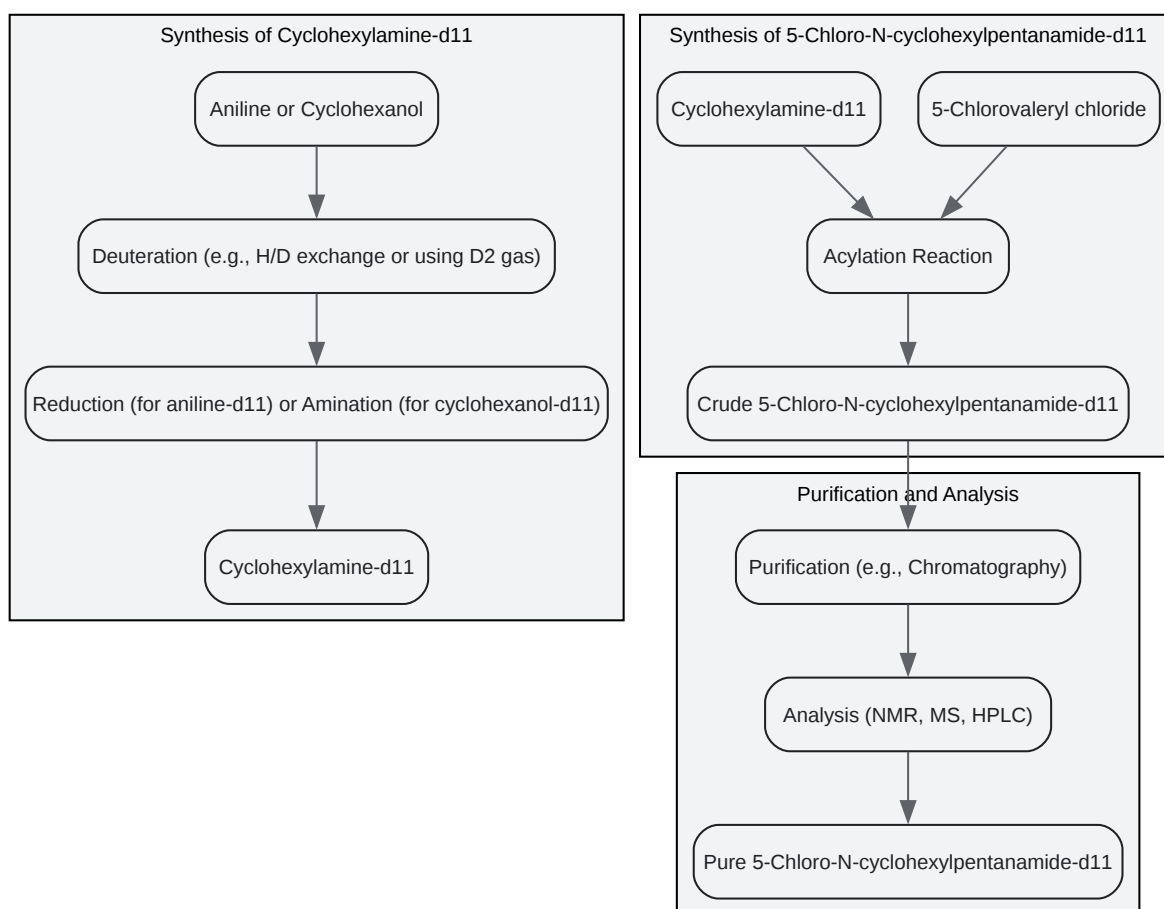 Synthesis of Cyclohexylamine-d11
Aniline or Cyclohexanol
Deuteration (e.g., H/D exchange or using D2 gas)
Reduction (for aniline-d11) or Amination (for cyclohexanol-d11)
Cyclohexylamine-d11
Synthesis of 5-Chloro-N-cyclohexylpentanamide-d11
Cyclohexylamine-d11
5-Chlorovaleryl chloride
Acylation Reaction
Crude 5-Chloro-N-cyclohexylpentanamide-d11
Purification and Analysis
Purification (e.g., Chromatography)
Analysis (NMR, MS, HPLC)
Pure 5-Chloro-N-cyclohexylpentanamide-d11